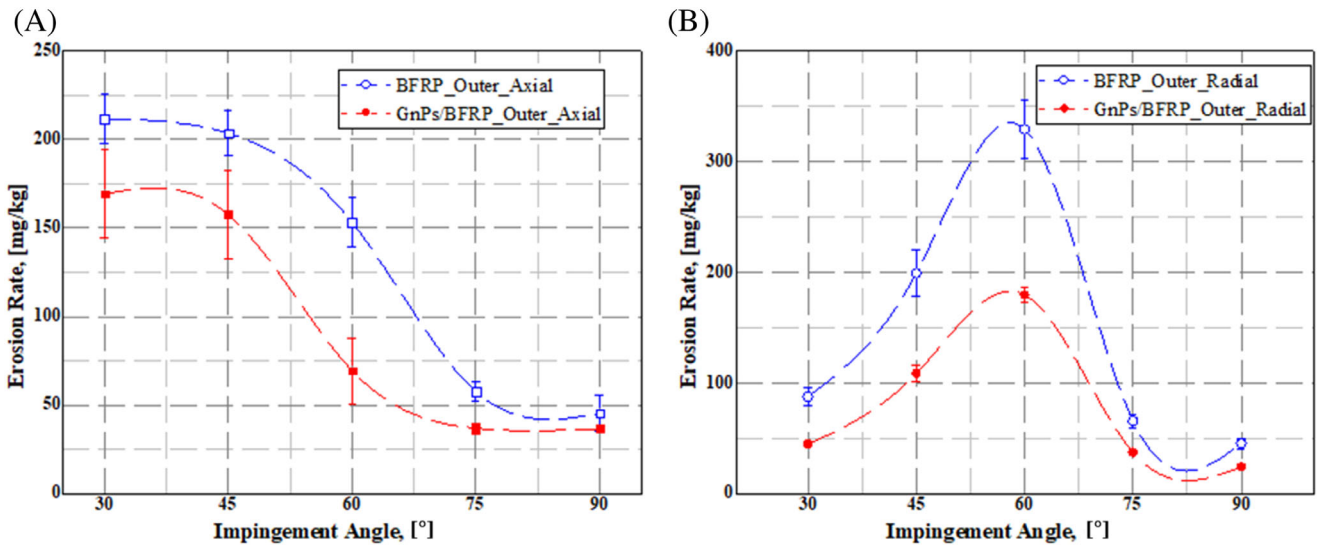 (A)
250
200
150
100
50
0
Erosion Rate, [mg/kg]
BFRP_Outer_Axial
GnPs/BFRP_Outer_Axial
30 45 60 75 90
Impingement Angle, [°]
(B)
400
300
200
100
0
Erosion Rate, [mg/kg]
BFRP_Outer_Radial
GnPs/BFRP_Outer_Radial
30 45 60 75 90
Impingement Angle, [°]